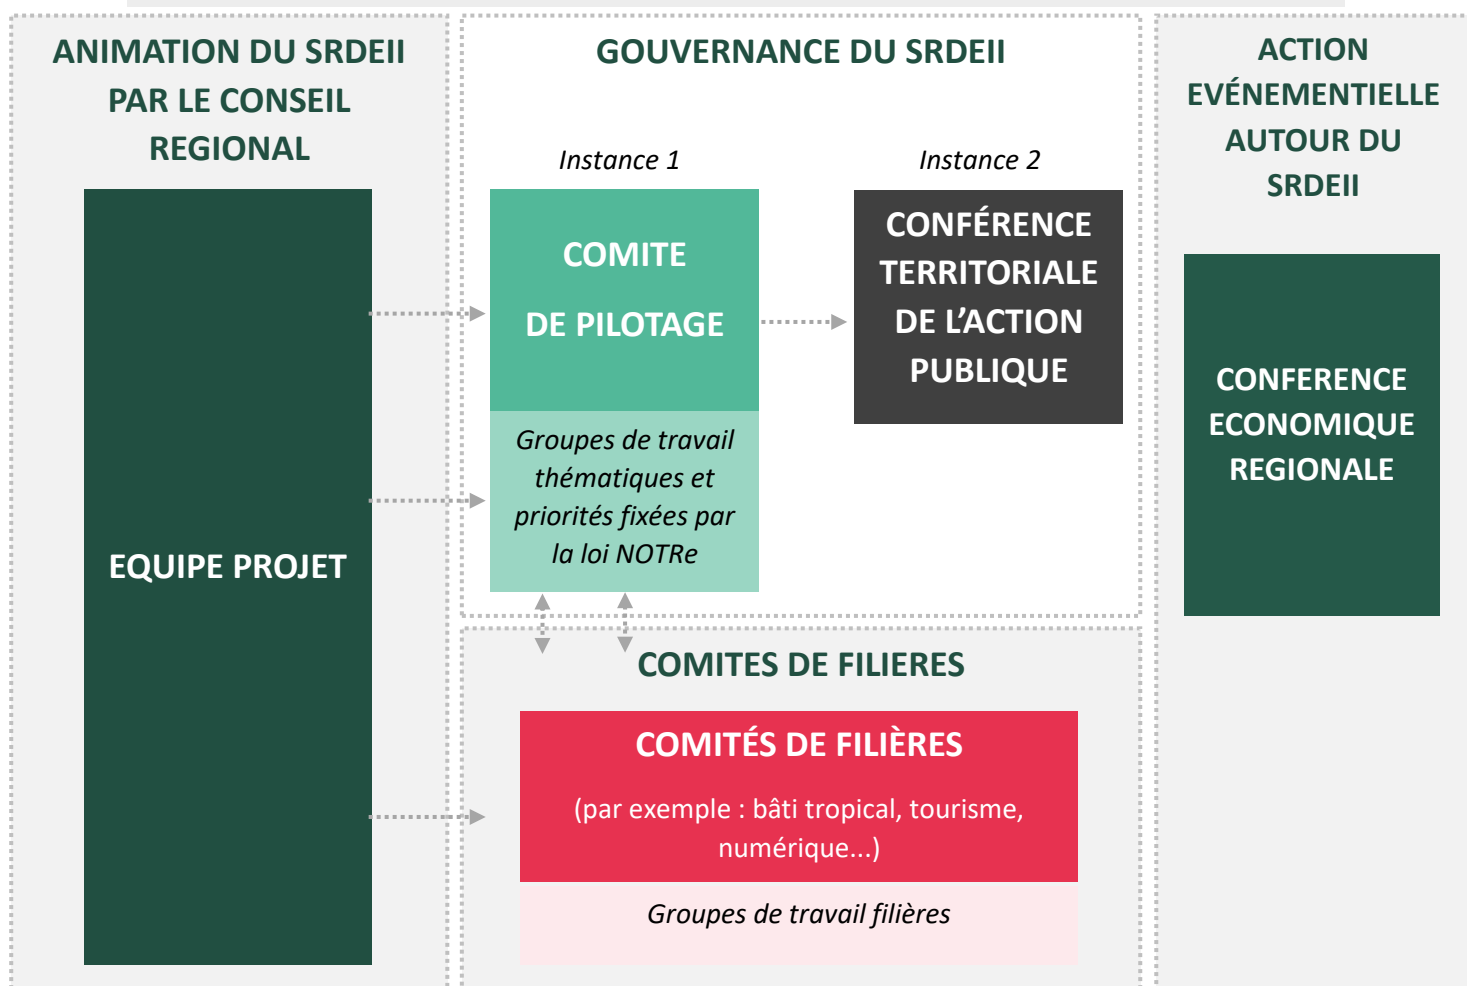 ANIMATION DU SRDEII
PAR LE CONSEIL
REGIONAL
EQUIPE PROJET
GOUVERNANCE DU SRDEII
Instance 1
COMITE
DE PILOTAGE
Groupes de travail
thématiques et
priorités fixées par
la loi NOTRe
Instance 2
CONFÉRENCE
TERRITORIALE
DE L'ACTION
PUBLIQUE
COMITES DE FILIERES
COMITÉS DE FILIÈRES
(par exemple : bâti tropical, tourisme,
numérique...)
Groupes de travail filières
ACTION
EVÉNEMENTIELLE
AUTOUR DU
SRDEII
CONFERENCE
ECONOMIQUE
REGIONALE